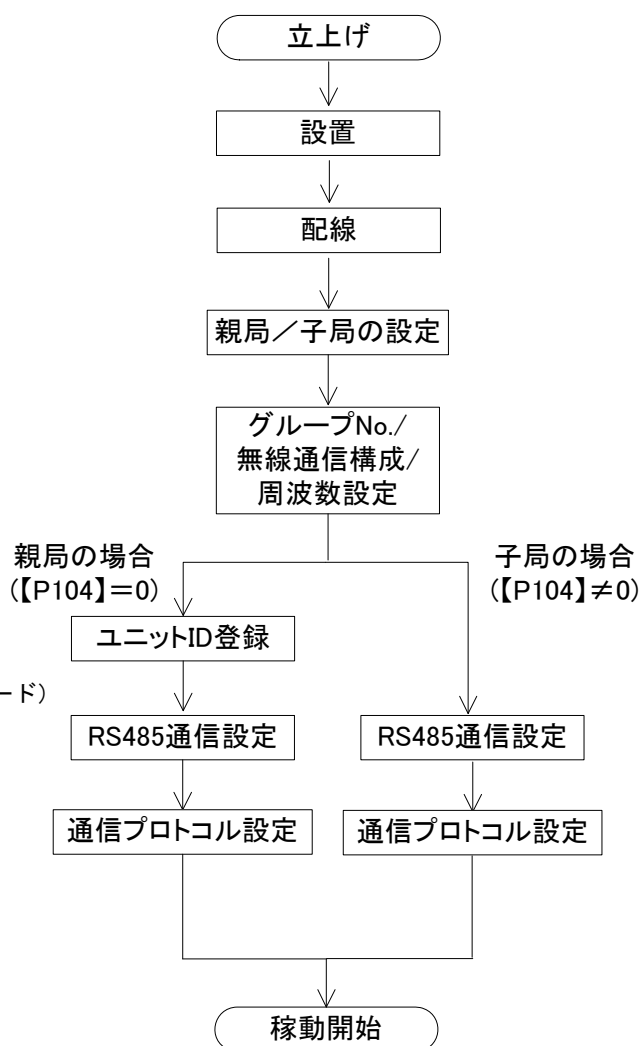 立上げ
設置
配線
親局／子局の設定
グループNo./
無線通信構成/
周波数設定
親局の場合
(【P104】＝0)
子局の場合
(【P104】≠0)
ユニットID登録
ード）
RS485通信設定
RS485通信設定
通信プロトコル設定
通信プロトコル設定
稼動開始